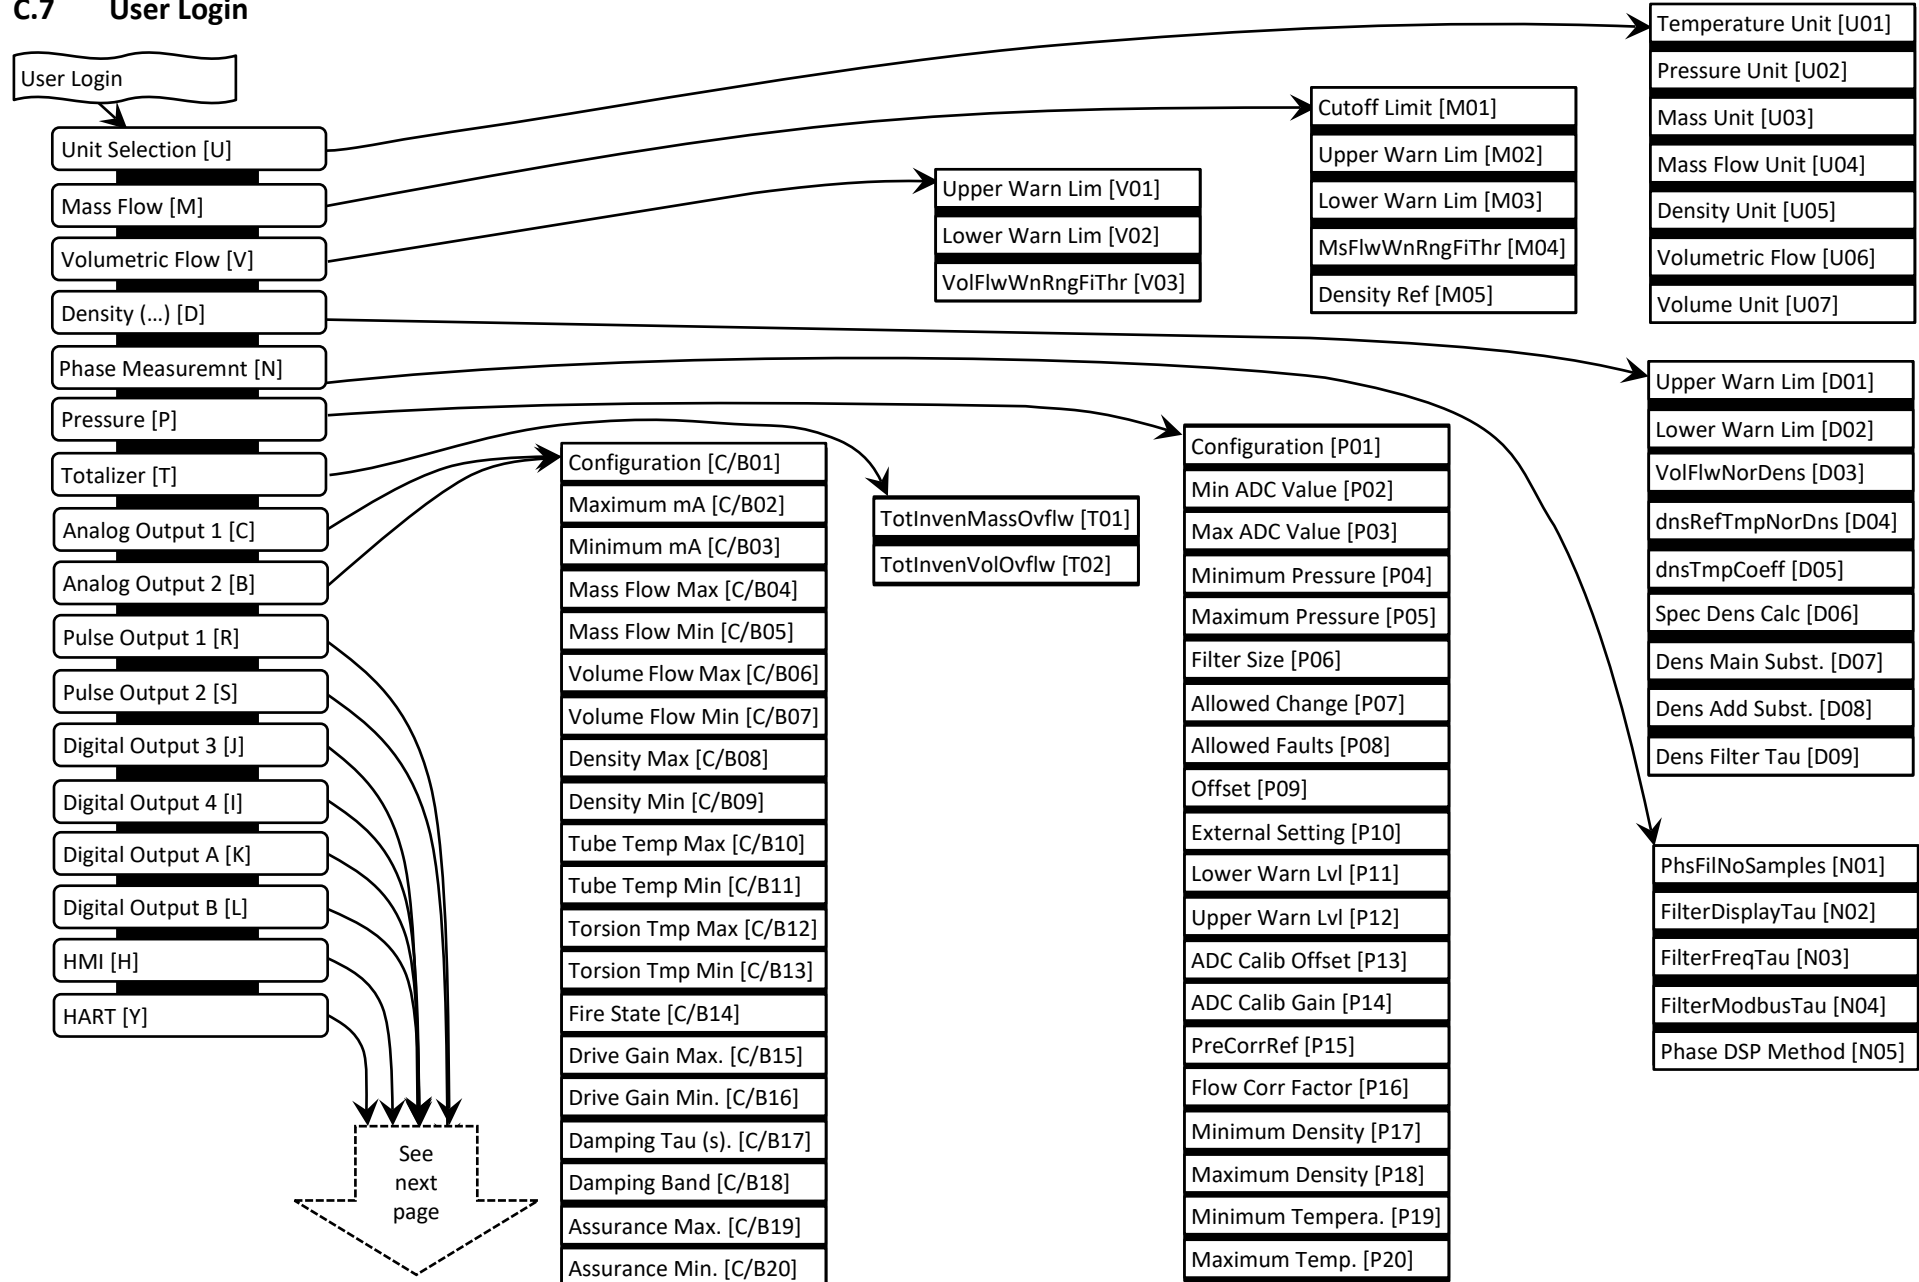 C.7 User Login
User Login
Unit Selection [U]
Mass Flow [M]
Volumetric Flow [V]
Density (...) [D]
Phase Measuremnt [N]
Pressure [P]
Totalizer [T]
Analog Output 1 [C]
Analog Output 2 [B]
Pulse Output 1 [R]
Pulse Output 2 [S]
Digital Output 3 [J]
Digital Output 4 [I]
Digital Output A [K]
Digital Output B [L]
HMI [H]
HART [Y]
See
next
page
Configuration [C/B01]
Maximum mA [C/B02]
Minimum mA [C/B03]
Mass Flow Max [C/B04]
Mass Flow Min [C/B05]
Volume Flow Max [C/B06]
Volume Flow Min [C/B07]
Density Max [C/B08]
Density Min [C/B09]
Tube Temp Max [C/B10]
Tube Temp Min [C/B11]
Torsion Tmp Max [C/B12]
Torsion Tmp Min [C/B13]
Fire State [C/B14]
Drive Gain Max. [C/B15]
Drive Gain Min. [C/B16]
Damping Tau (s). [C/B17]
Damping Band [C/B18]
Assurance Max. [C/B19]
Assurance Min. [C/B20]
TotInvenMassOvflw [T01]
TotInvenVolOvflw [T02]
Upper Warn Lim [V01]
Lower Warn Lim [V02]
VolFlwWnRngFiThr [V03]
Cutoff Limit [M01]
Upper Warn Lim [M02]
Lower Warn Lim [M03]
MsFlwWnRngFiThr [M04]
Density Ref [M05]
Configuration [P01]
Min ADC Value [P02]
Max ADC Value [P03]
Minimum Pressure [P04]
Maximum Pressure [P05]
Filter Size [P06]
Allowed Change [P07]
Allowed Faults [P08]
Offset [P09]
External Setting [P10]
Lower Warn Lvl [P11]
Upper Warn Lvl [P12]
ADC Calib Offset [P13]
ADC Calib Gain [P14]
PreCorrRef [P15]
Flow Corr Factor [P16]
Minimum Density [P17]
Maximum Density [P18]
Minimum Tempera. [P19]
Maximum Temp. [P20]
Temperature Unit [U01]
Pressure Unit [U02]
Mass Unit [U03]
Mass Flow Unit [U04]
Density Unit [U05]
Volumetric Flow [U06]
Volume Unit [U07]
Upper Warn Lim [D01]
Lower Warn Lim [D02]
VolFlwNorDens [D03]
dnsRefTmpNorDns [D04]
dnsTmpCoeff [D05]
Spec Dens Calc [D06]
Dens Main Subst. [D07]
Dens Add Subst. [D08]
Dens Filter Tau [D09]
PhsFilNoSamples [N01]
FilterDisplayTau [N02]
FilterFreqTau [N03]
FilterModbusTau [N04]
Phase DSP Method [N05]